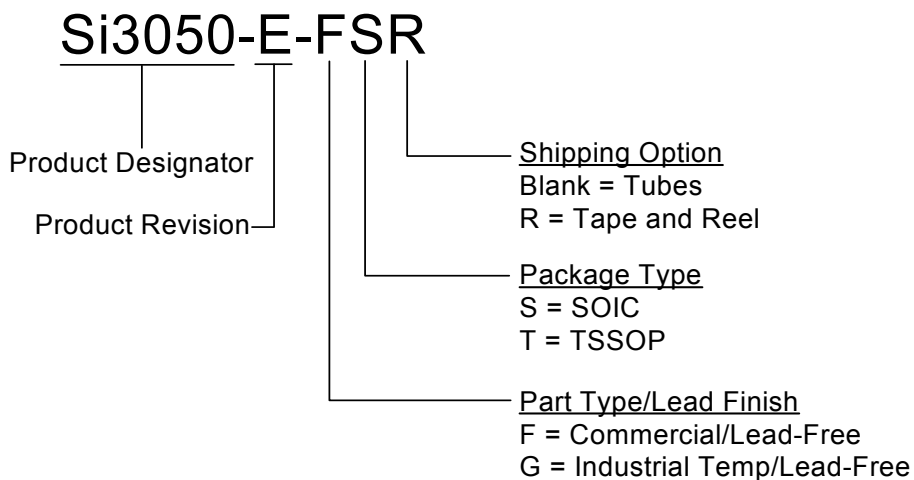 Si3050-E-FSR
Product Designator
Product Revision
Shipping Option
Blank = Tubes
R = Tape and Reel
Package Type
S = SOIC
T = TSSOP
Part Type/Lead Finish
F = Commercial/Lead-Free
G = Industrial Temp/Lead-Free